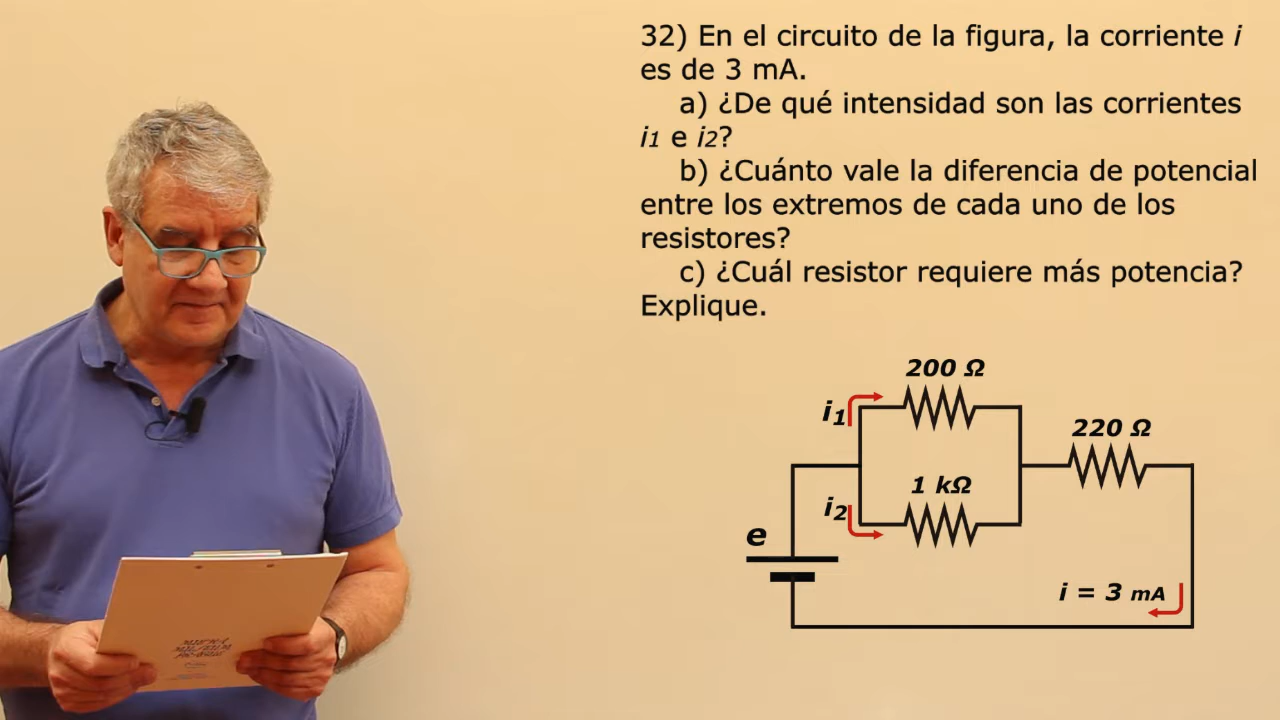 32) En el circuito de la figura, la corriente i
es de 3 mA.
a) ¿De qué intensidad son las corrientes
i1 e i2?
b) ¿Cuánto vale la diferencia de potencial
entre los extremos de cada uno de los
resistores?
c) ¿Cuál resistor requiere más potencia?
Explique.
200 Ω
i1
220 Ω
1 kΩ
i2
e
i = 3 mA